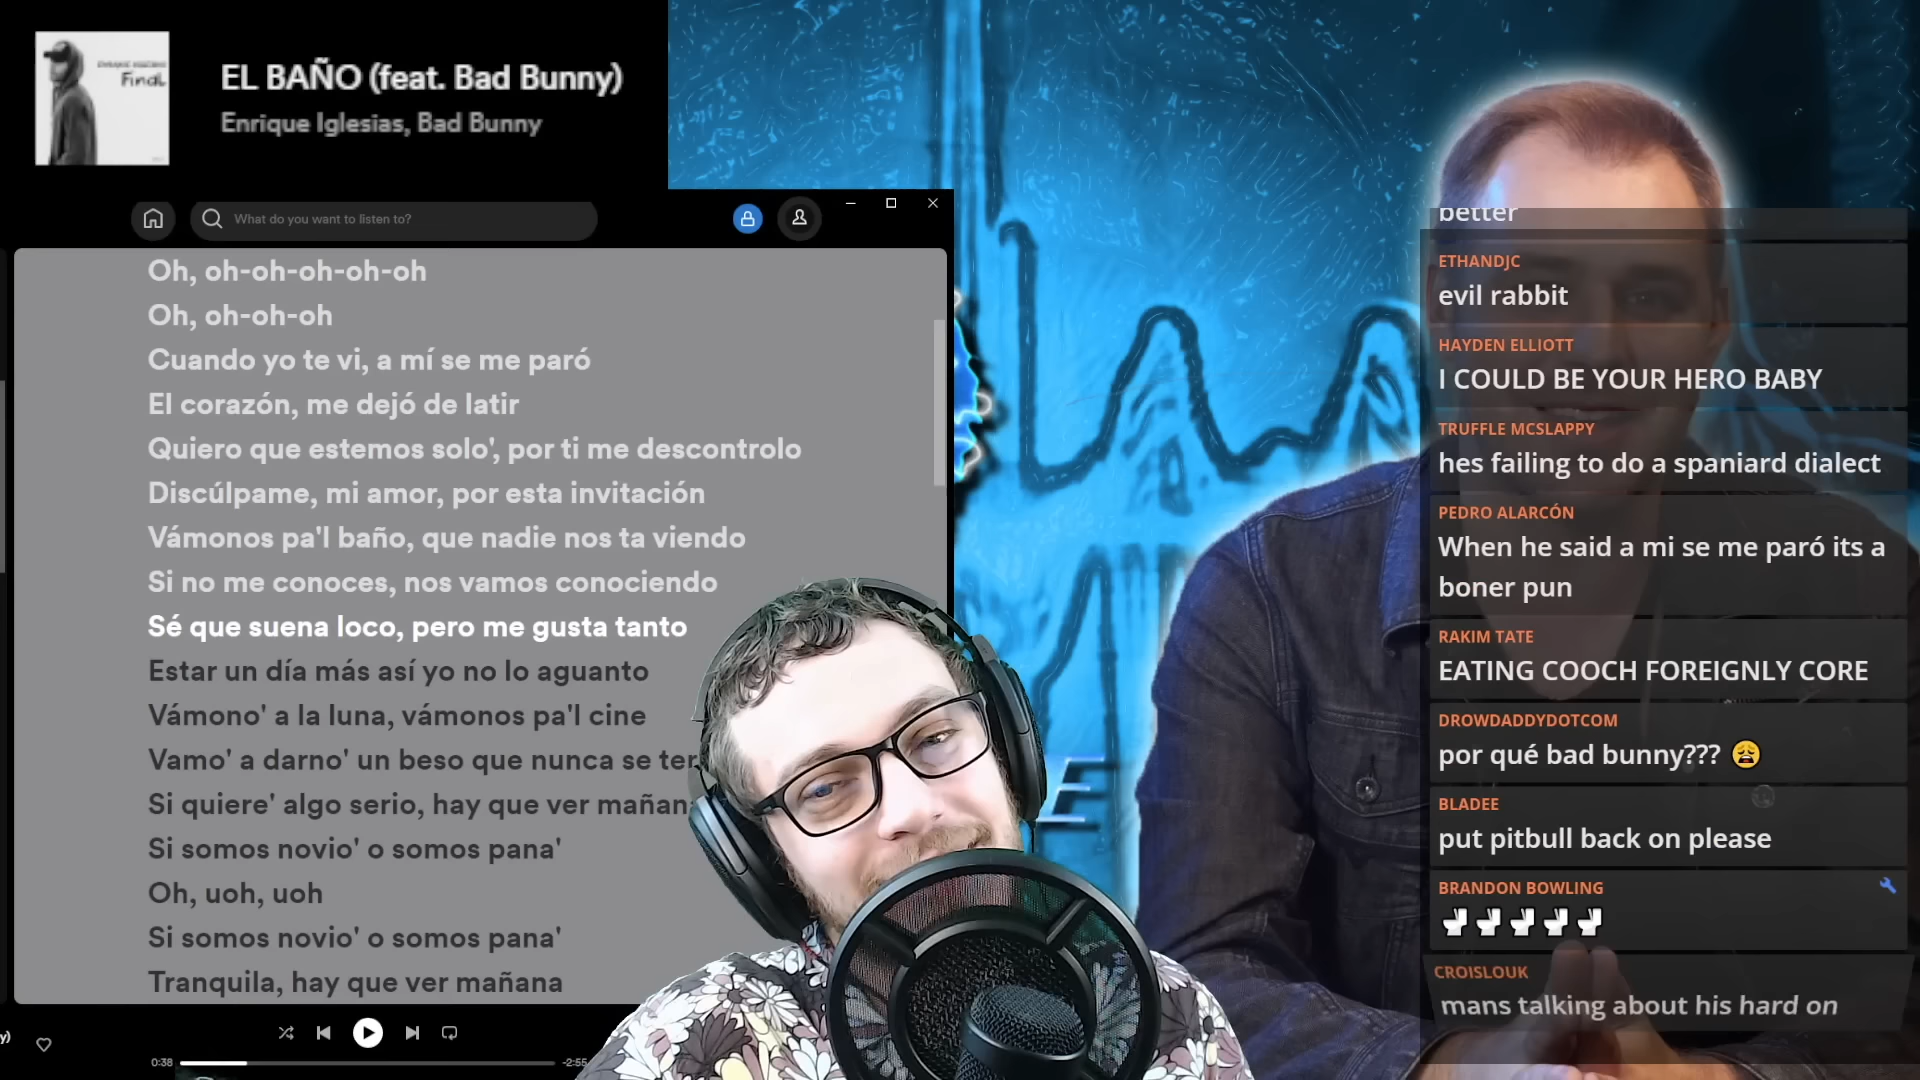 Final
EL BAÑO (feat. Bad Bunny)
Enrique Iglesias, Bad Bunny
What do you want to listen to?
Oh, oh-oh-oh-oh-oh
Oh, oh-oh-oh
Cuando yo te vi, a mí se me paró
El corazón, me dejó de latir
Quiero que estemos solo', por ti me descontrolo
Discúlpame, mi amor, por esta invitación
Vámonos pa'l baño, que nadie nos ta viendo
Si no me conoces, nos vamos conociendo
Sé que suena loco, pero me gusta tanto
Estar un día más así yo no lo aguanto
Vámono' a la luna, vámonos pa'l cine
Vamo' a darno' un beso que nunca se ter
Si quiere' algo serio, hay que ver mañan
Si somos novio' o somos pana'
Oh, uoh, uoh
Si somos novio' o somos pana'
Tranquila, hay que ver mañana
y)
0:38
-2:55
better
ETHANDJC
evil rabbit
HAYDEN ELLIOTT
I COULD BE YOUR HERO BABY
TRUFFLE MCSLAPPY
hes failing to do a spaniard dialect
PEDRO ALARCÓN
When he said a mi se me paró its a
boner pun
RAKIM TATE
EATING COOCH FOREIGNLY CORE
DROWDADDYDOTCOM
por qué bad bunny??? 😩
BLADEE
put pitbull back on please
BRANDON BOWLING
🚽🚽🚽🚽🚽
CROISLOUK
mans talking about his hard on